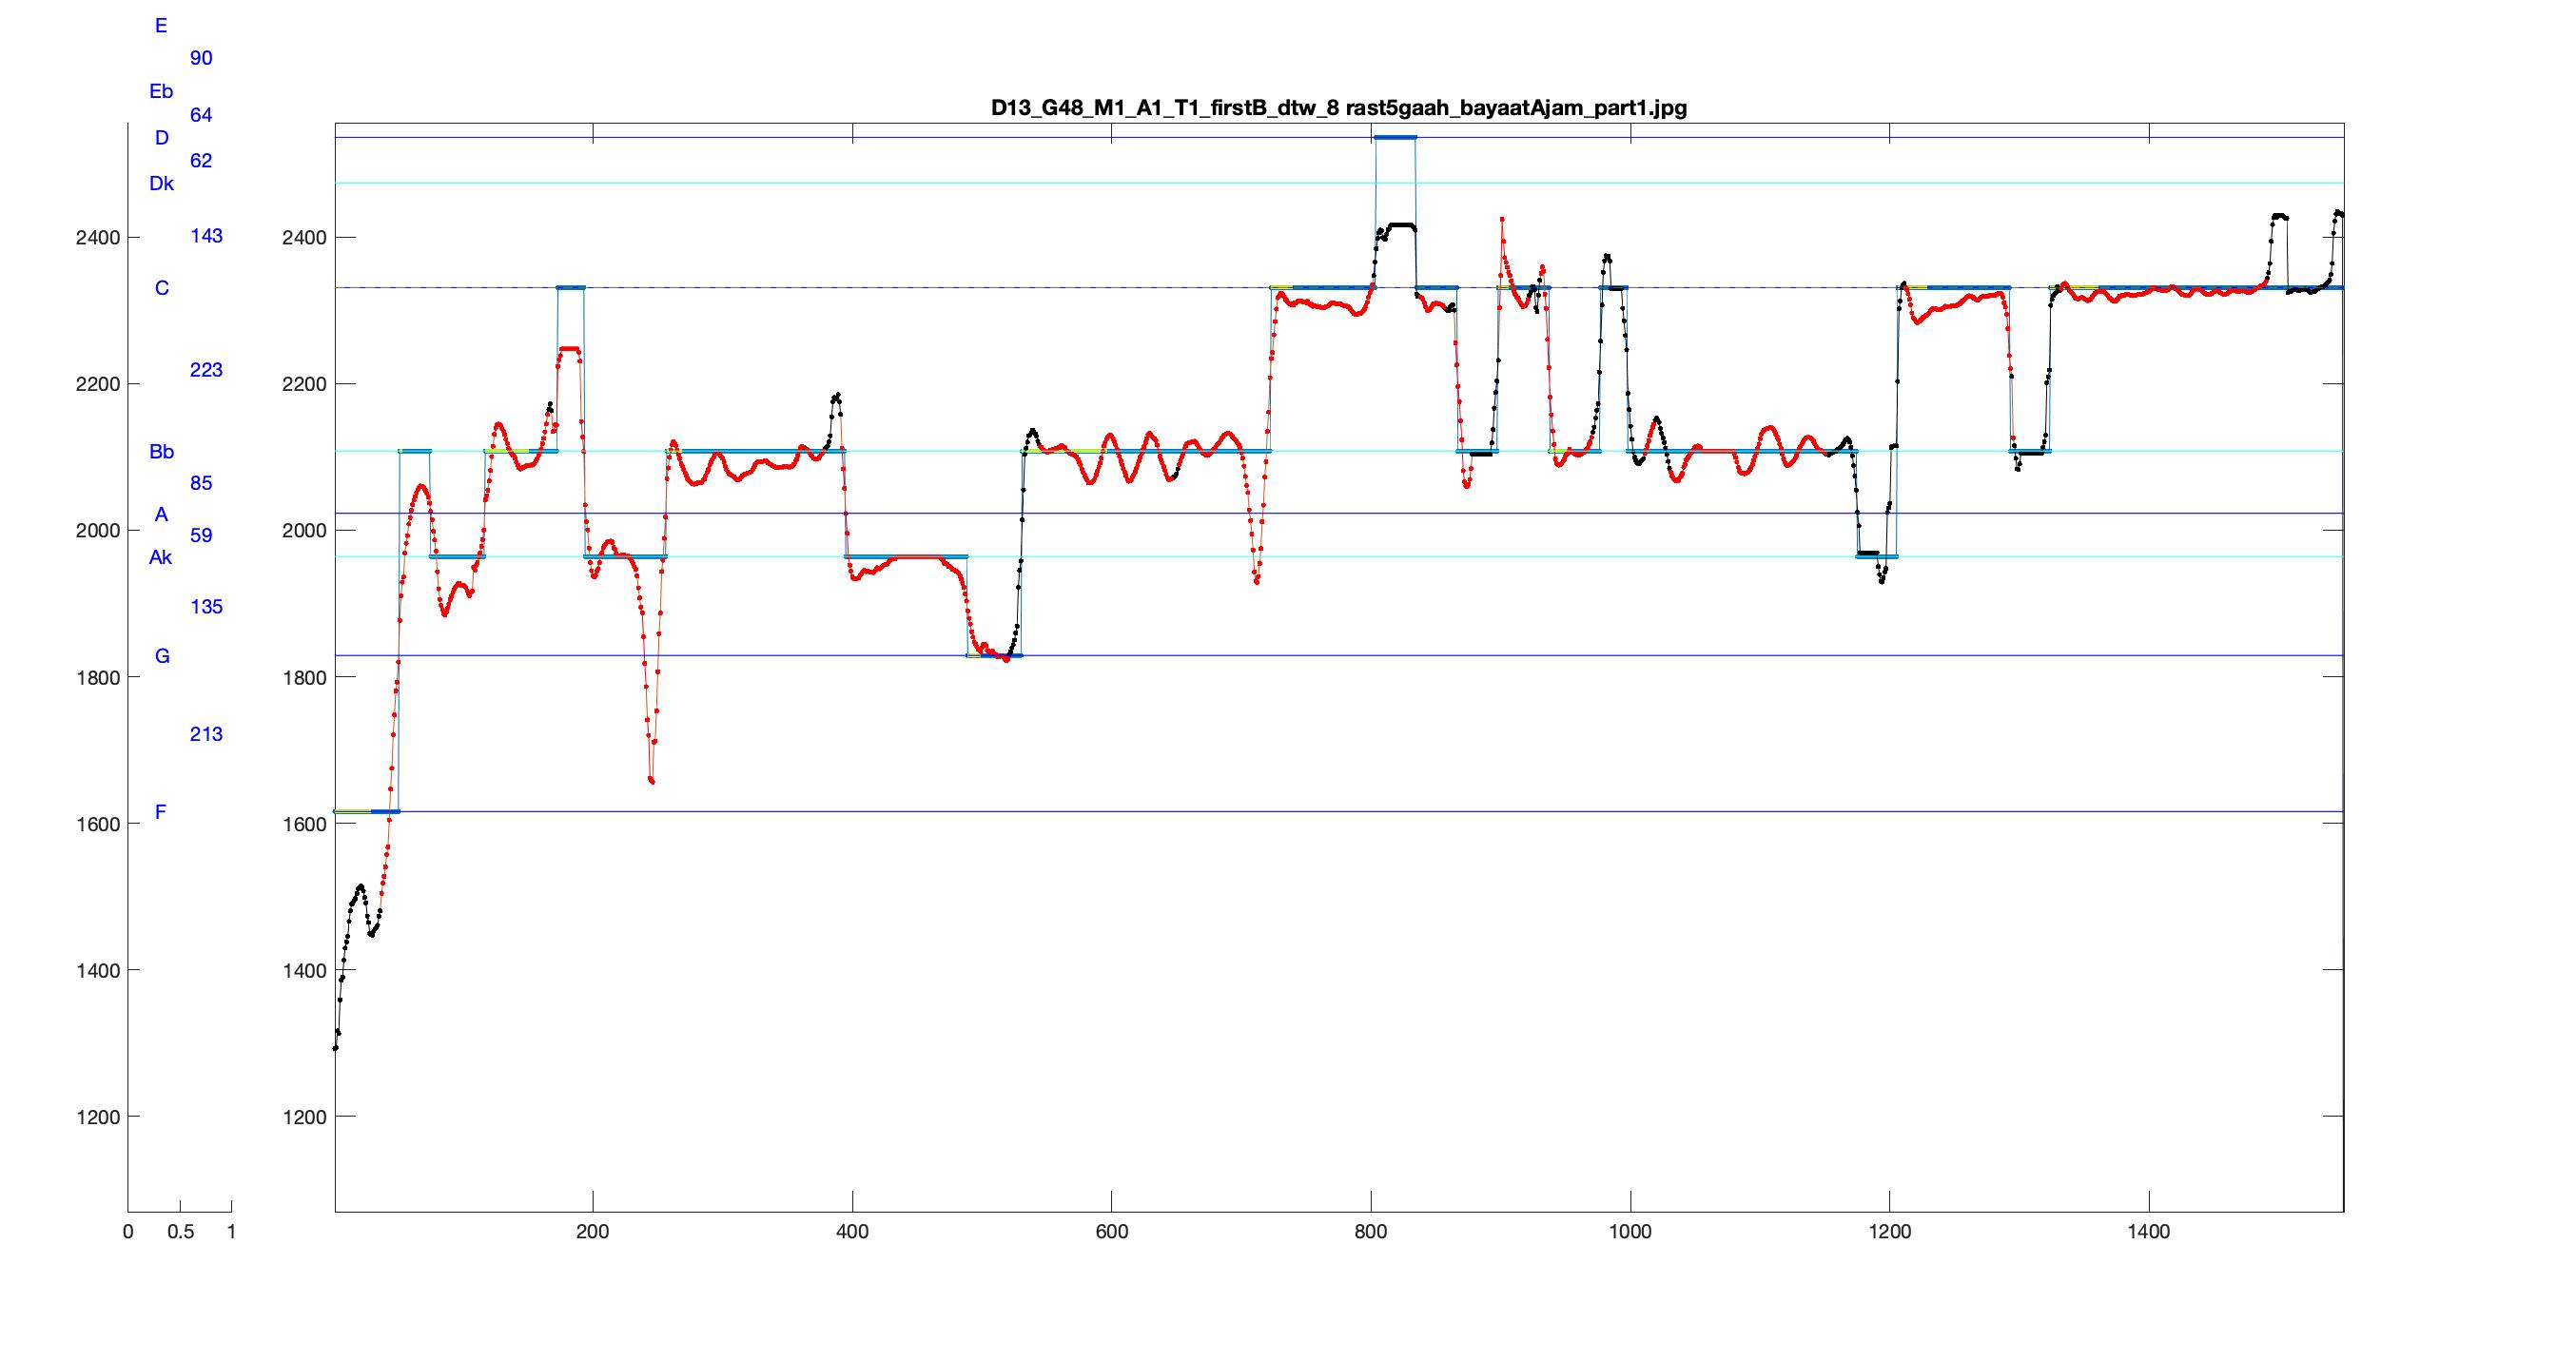 E
90
Eb
64
D13_G48_M1_A1_T1_firstB_dtw_8 rast5gaah_bayaatAjam_part1.jpg
D
62
Dk
143
2400 2400
C
223
2200 2200
Bb
85
A
2000 59 2000
Ak
135
G
1800 1800
213
F
1600 1600
1400 1400
1200 1200
0 0.5 1 200 400 600 800 1000 1200 1400